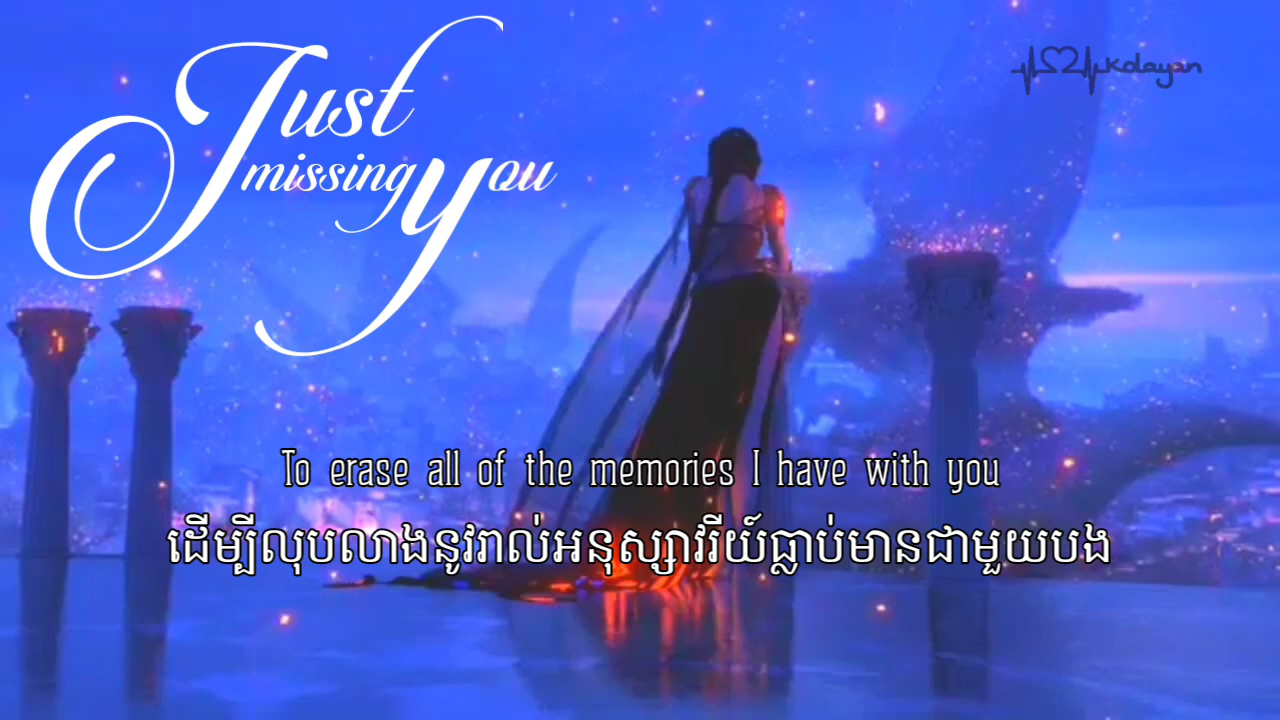 Just
missing you
Kolayan
To erase all of the memories I have with you
ដើម្បីលុបលាងនូវរាល់អនុស្សាវរីយ៍ធ្លាប់មានជាមួយបង